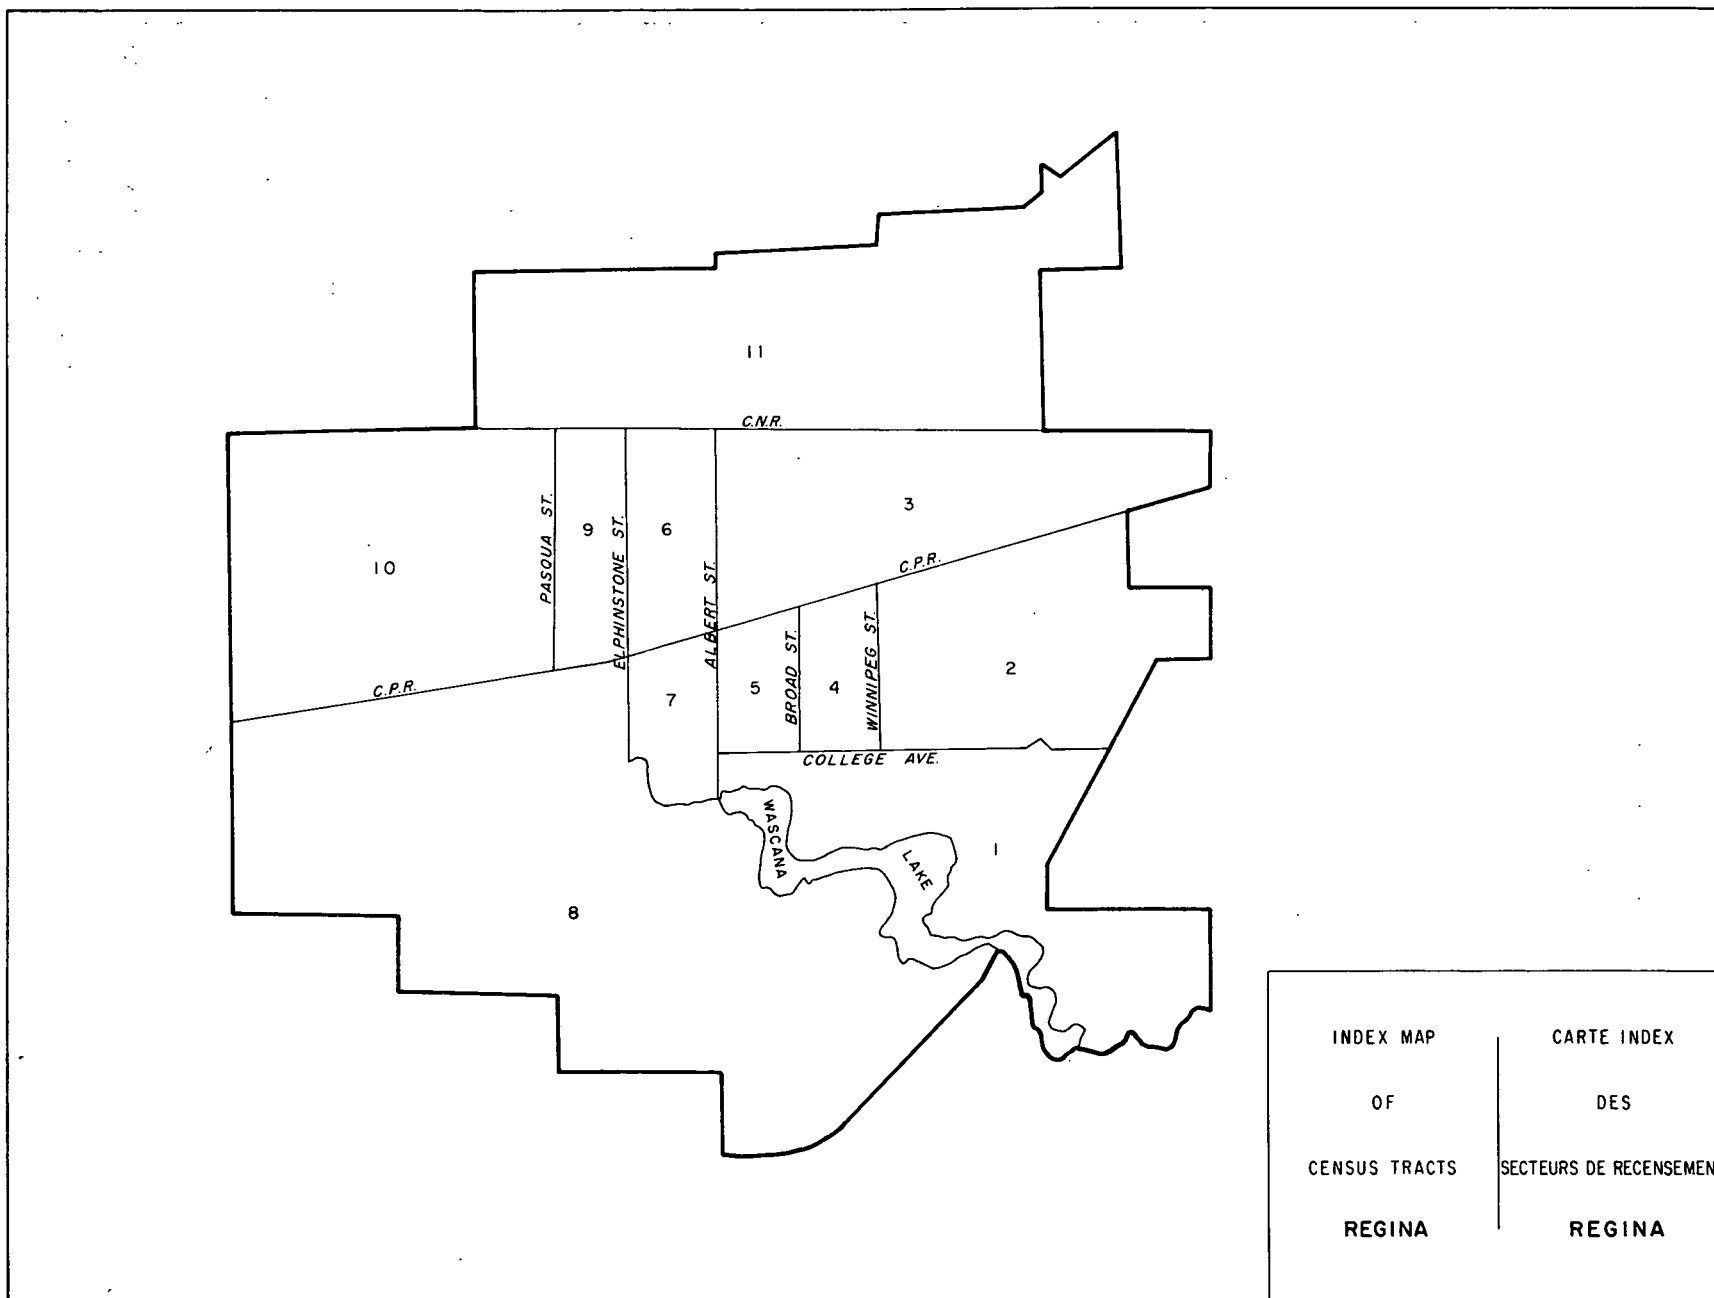 11
C.N.R.
3
9
6
10
PASQUA ST.
ELPHINSTONE ST.
ALBERT ST.
C.P.R.
C.P.R.
7
5
BROAD ST.
4
WINNIPEG ST.
2
COLLEGE AVE.
WASCANA
LAKE
1
8
INDEX MAP
OF
CENSUS TRACTS
REGINA
CARTE INDEX
DES
SECTEURS DE RECENSEMEN
REGINA